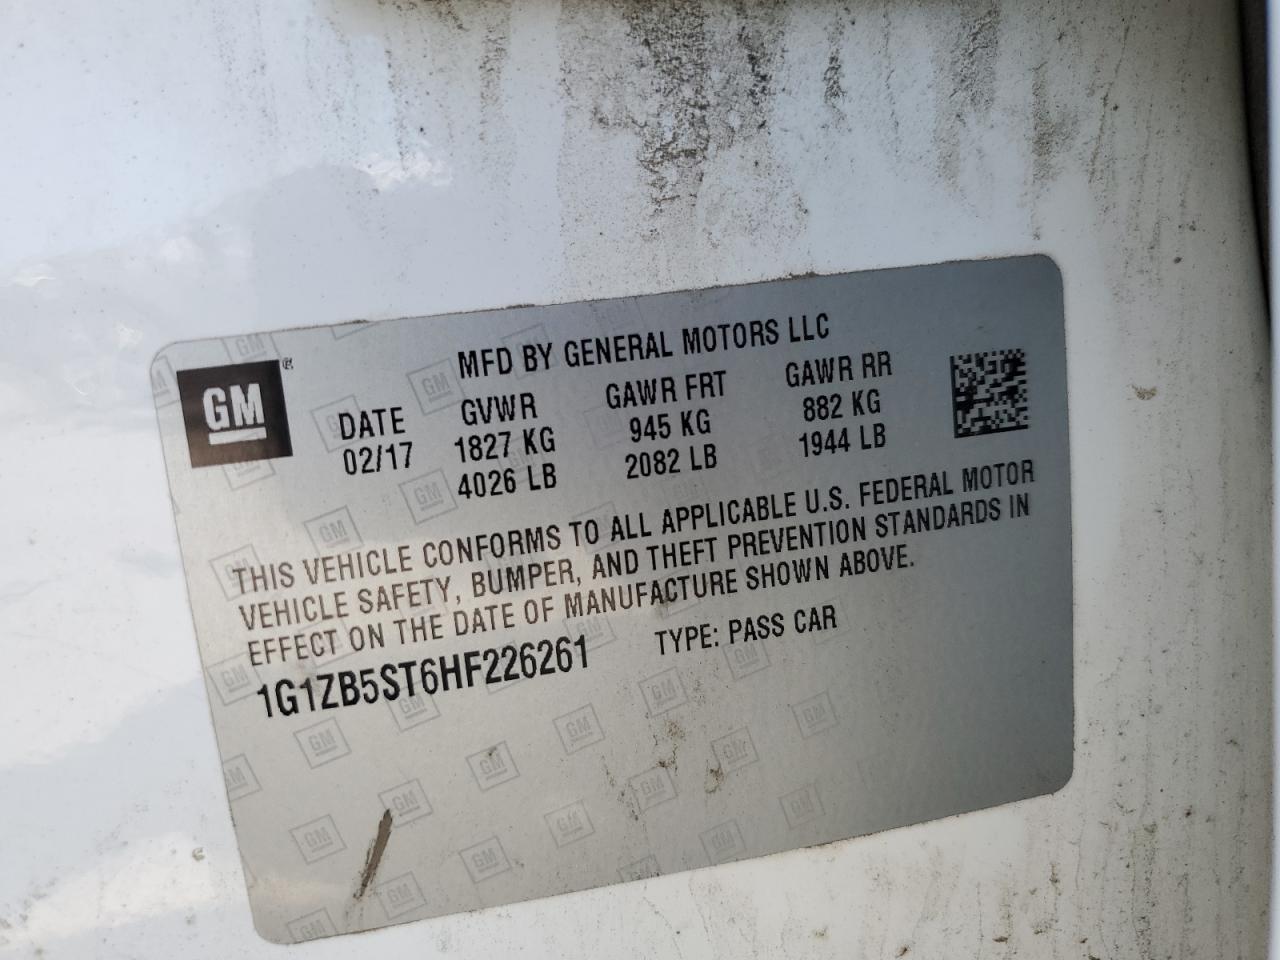 GM
MFD BY GENERAL MOTORS LLC
DATE GVWR GAWR FRT GAWR RR
02/17 1827 KG 945 KG 882 KG
4026 LB 2082 LB 1944 LB
THIS VEHICLE CONFORMS TO ALL APPLICABLE U.S. FEDERAL MOTOR
VEHICLE SAFETY, BUMPER, AND THEFT PREVENTION STANDARDS IN
EFFECT ON THE DATE OF MANUFACTURE SHOWN ABOVE.
1G1ZB5ST6HF226261 TYPE: PASS CAR